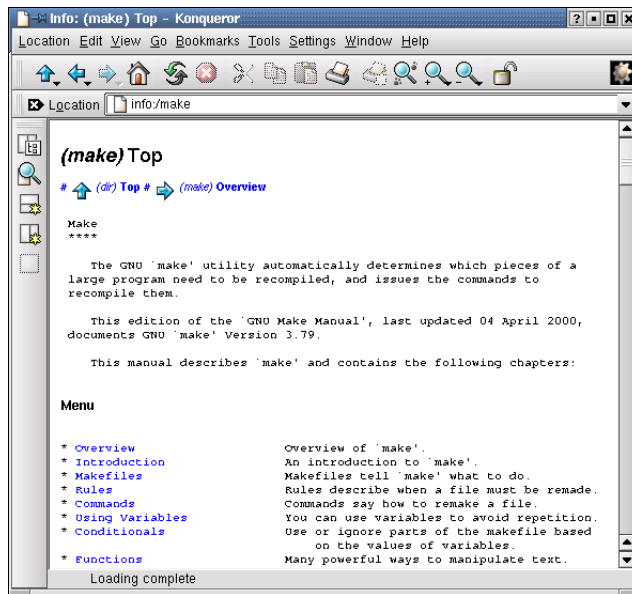 Info: (make) Top - Konqueror
Location Edit View Go Bookmarks Tools Settings Window Help
Location info:/make
(make) Top
# (dir) Top # (make) Overview
Make
****
The GNU `make' utility automatically determines which pieces of a
large program need to be recompiled, and issues the commands to
recompile them.
This edition of the `GNU Make Manual', last updated 04 April 2000,
documents GNU `make' Version 3.79.
This manual describes `make' and contains the following chapters:
Menu
* Overview Overview of `make'.
* Introduction An introduction to `make'.
* Makefiles Makefiles tell `make' what to do.
* Rules Rules describe when a file must be remade.
* Commands Commands say how to remake a file.
* Using Variables You can use variables to avoid repetition.
* Conditionals Use or ignore parts of the makefile based
on the values of variables.
* Functions Many powerful ways to manipulate text.
Loading complete